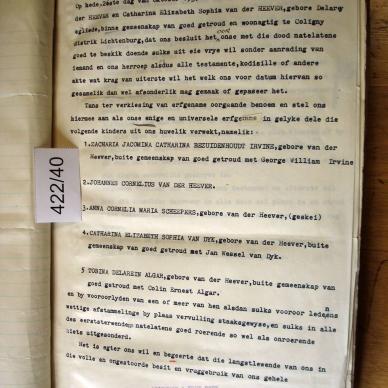 Op hede, 26ste dag van
der HEEVER en Catharina Elizabeth Sophia van der HEEVER, gebore Delarey
egliede, binne gemeenskap van goed getroud en woonagtig te Coligny
distrik Lichtenburg, dat ons besluit het, onse met die dood natelatene
ook
goed te beskik doende sulks uit eie vrye wil sonder aanrading van
iemand en ons herroep alsdus alle testamente, kodisille of andere
akte wat krag van uiterste wil het welk ons voor datum hiervan so
gesamelik dan wel afsonderlik mag gemaak of gepasseer het.
Tans ter verkiesing van erfgename oorgaande benoem en stel ons
hiermee aan als onse enige en universele erfgename in gelyke dele die
volgende kinders uit ons huwelik verwekt, namelik:
1. ZACHARIA JACOMINA CATHARINA BEZUIDENHOUDT IRVINE, gebore van der
Heever, buite gemeenskap van goed getroud met George William Irvine
2. JOHANNES CORNELIUS VAN DER HEEVER.
3. ANNA CORNELIA MARIA SCHEEPERS, gebore van der Heever, (geskei)
4. CATHARINA ELIZABETH SOPHIA VAN DYK, gebore van der Heever, buite
gemeenskap van goed getroud met Jan Wessel van Dyk.
5 TOBINA DELAREIN ALGAR, gebore van der Heever, buite gemeenskap van
goed getroud met Colin Ernest Algar.
en by vooroorlyden van een of meer van hen alsdan sulks vooroor ledens
n
wettige afstammelinge by plaas vervulling staaksgewyse, en sulks in alle
des eerststerwendes natelatene goed roerende so wel als onroerende
niets uitgesonderd.
Het is egter ons wil en begeerte dat die langstlewende van ons in
die volle en ongestoorde besit en vruggebruik van ons gehele
422/40